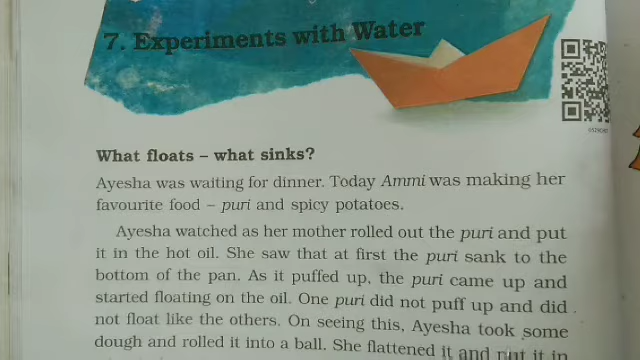 7. Experiments with Water
What floats – what sinks?
Ayesha was waiting for dinner. Today Ammi was making her
favourite food – puri and spicy potatoes.
Ayesha watched as her mother rolled out the puri and put
it in the hot oil. She saw that at first the puri sank to the
bottom of the pan. As it puffed up, the puri came up and
started floating on the oil. One puri did not puff up and did
not float like the others. On seeing this, Ayesha took some
dough and rolled it into a ball. She flattened it and put it in